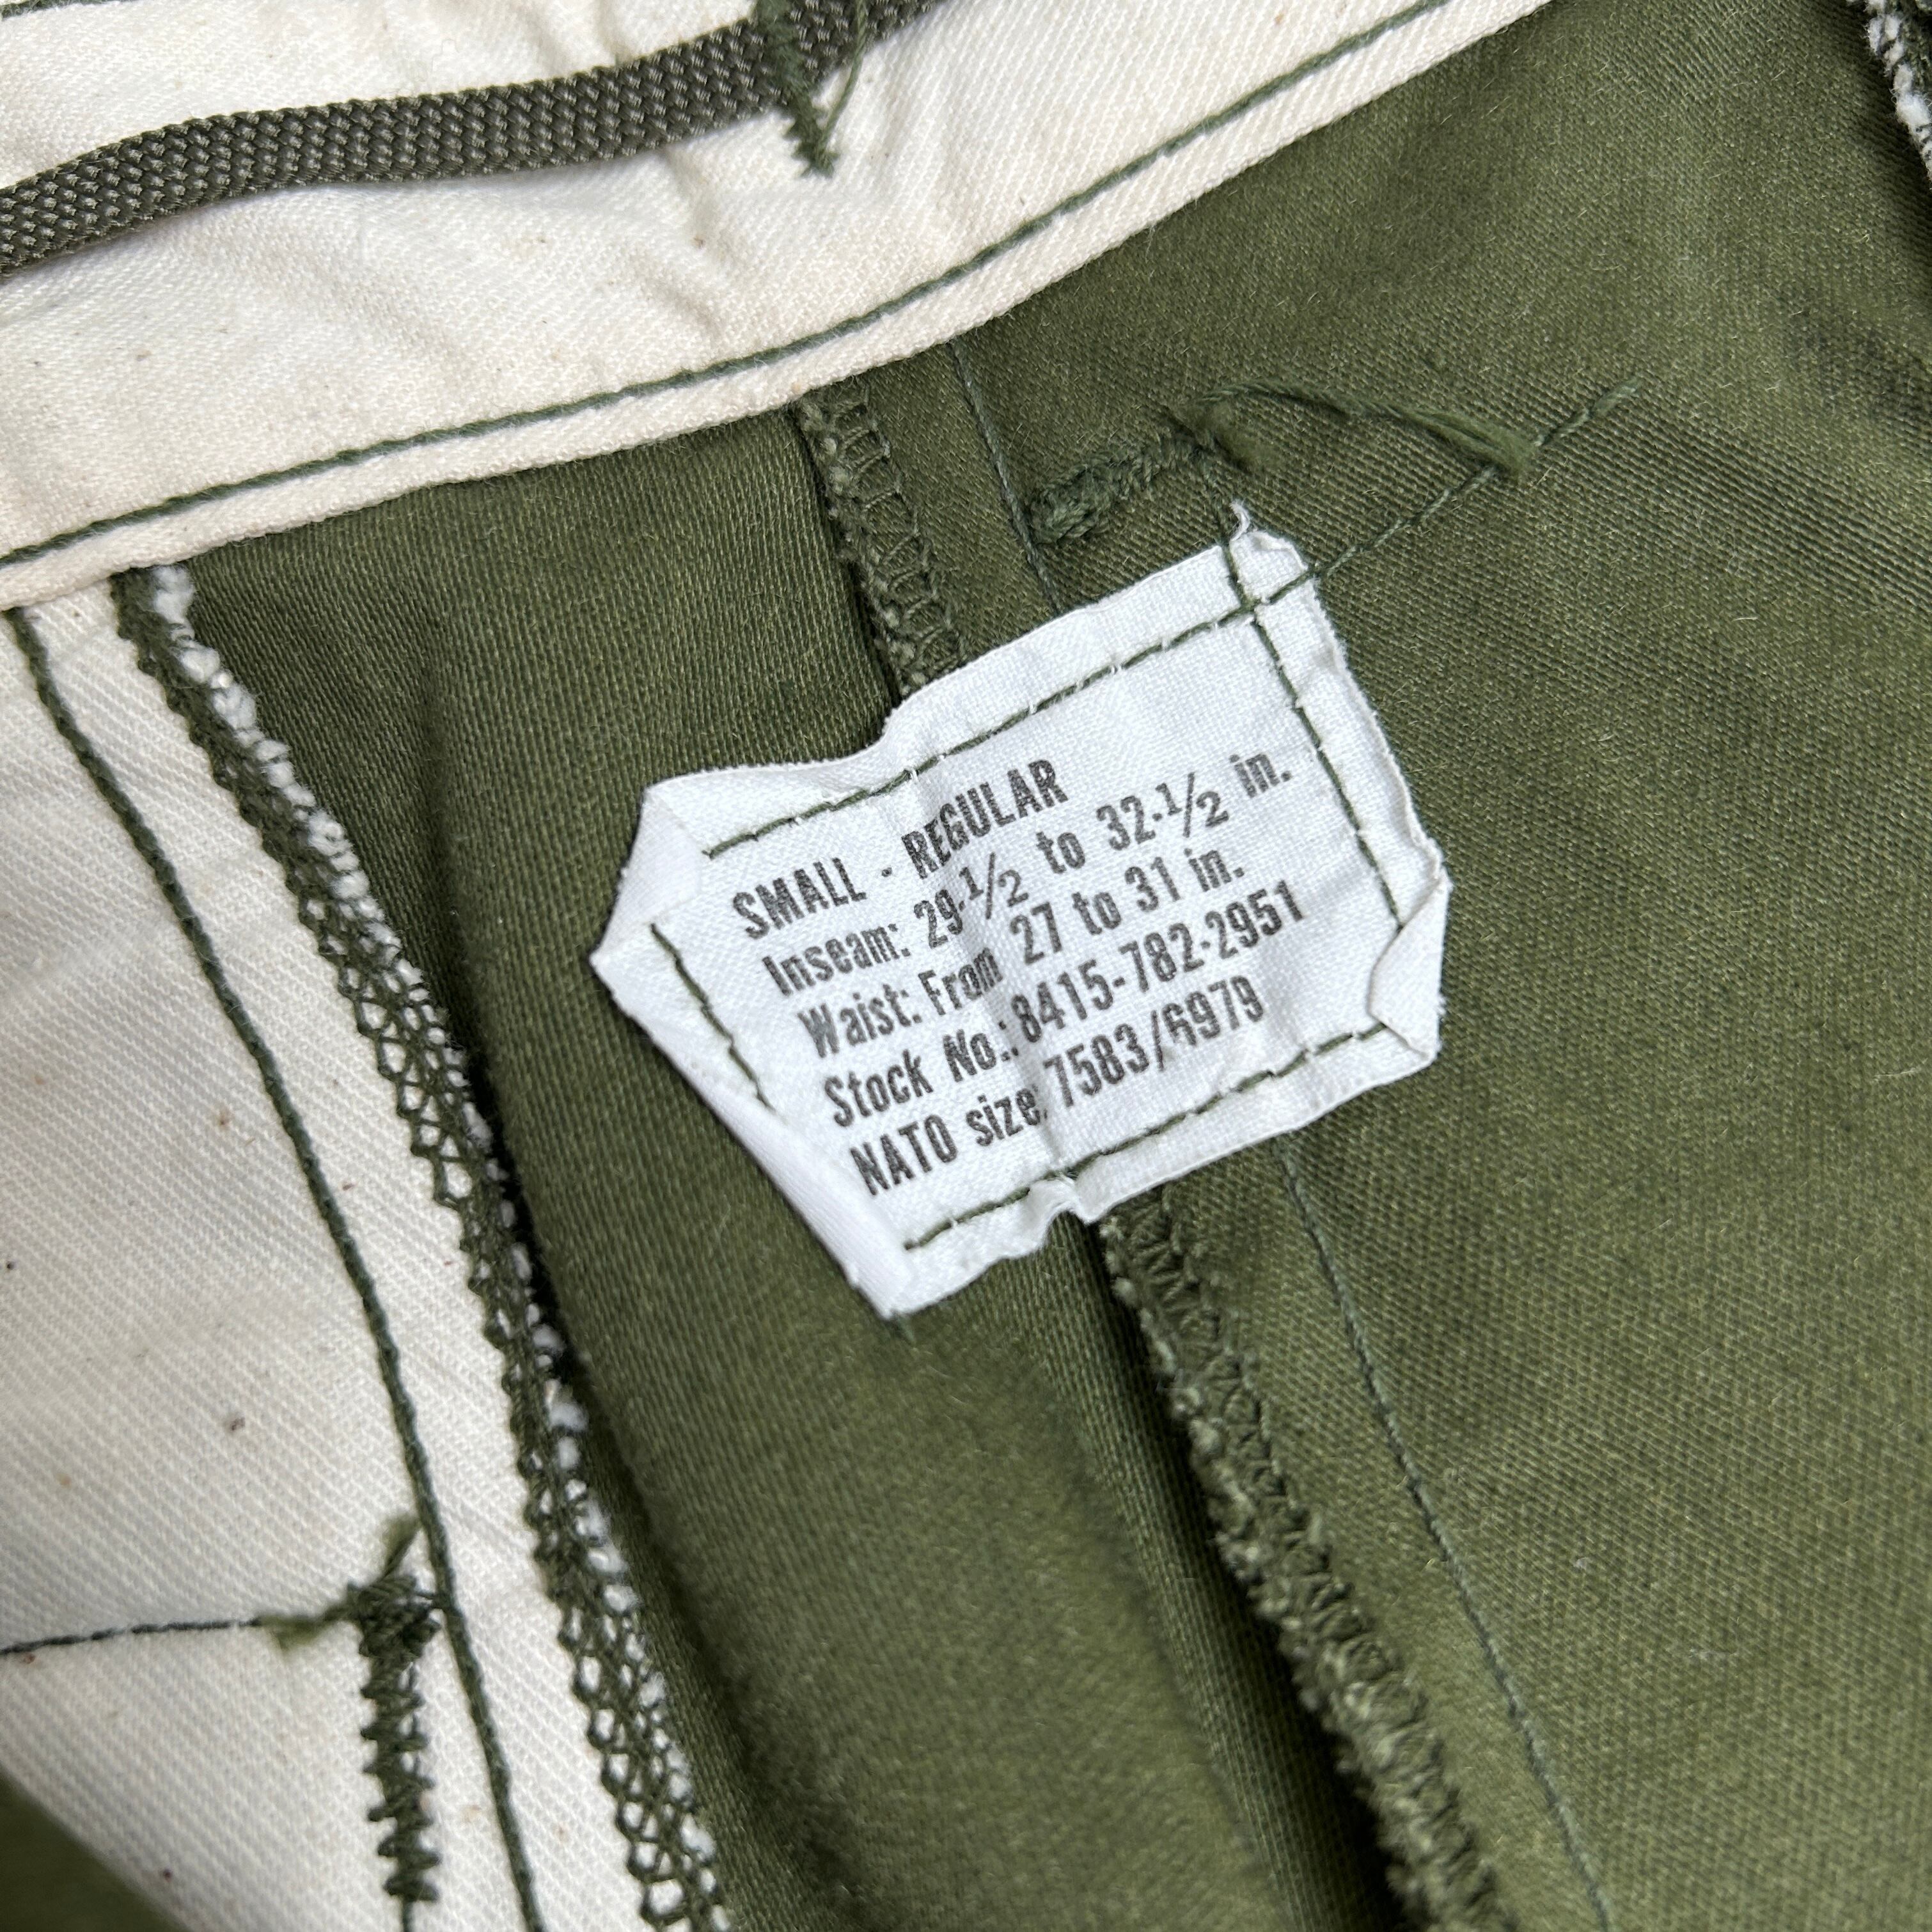 SMALL - REGULAR
Inseam: 29-1/2 to 32-1/2 in.
Waist: From 27 to 31 in.
Stock No.: 8415-782-2951
NATO size: 7583/6979